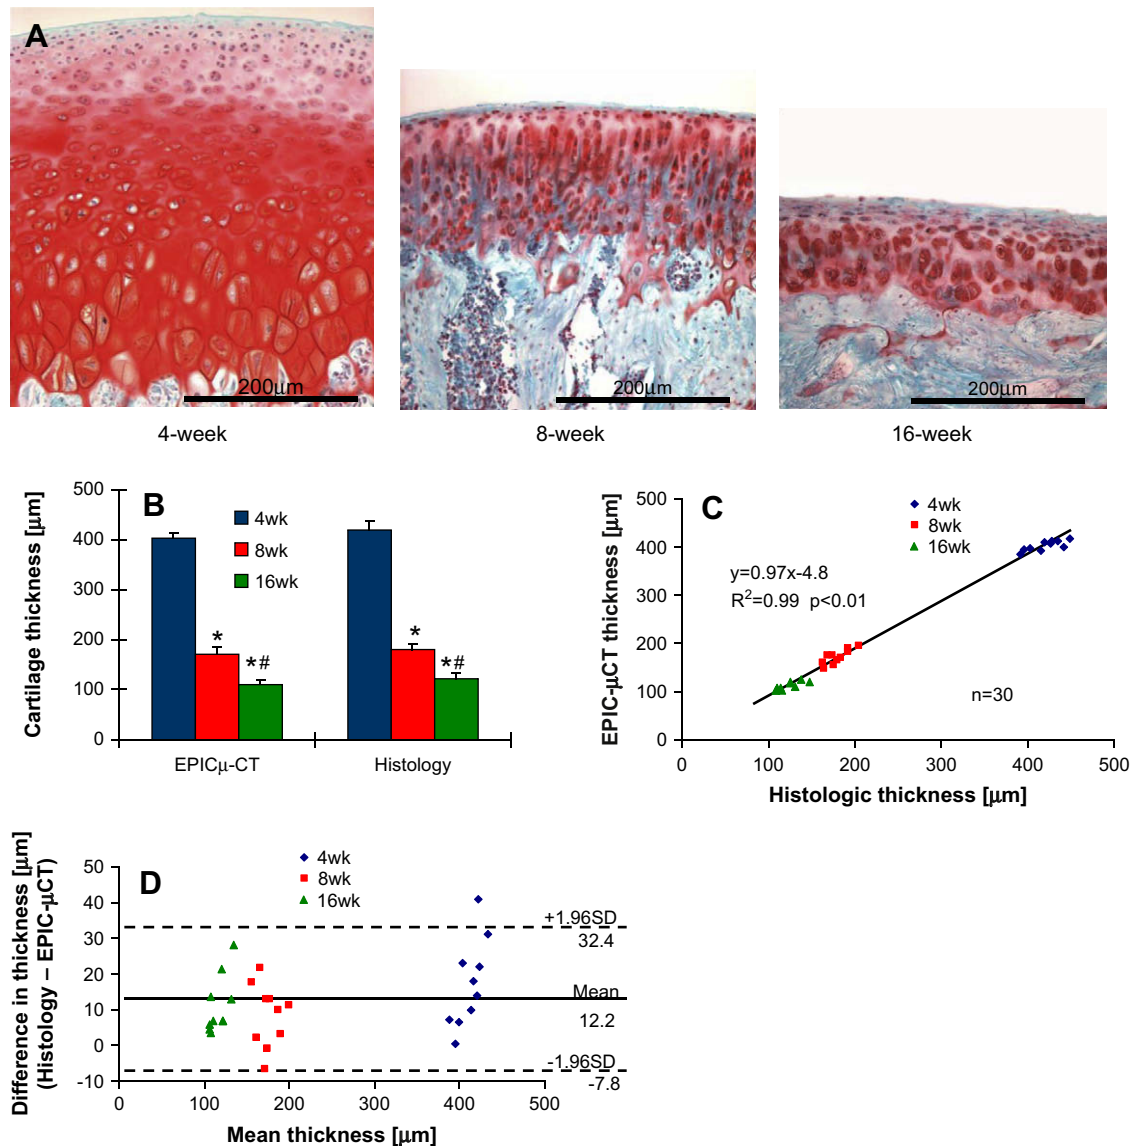 A
200μm
200μm
200μm
4-week
8-week
16-week
B
Cartilage thickness [μm]
500
400
300
200
100
0
4wk
8wk
16wk
*
*#
*
*#
EPICμ-CT
Histology
C
EPIC-μCT thickness [μm]
500
400
300
200
100
0
4wk
8wk
16wk
y=0.97x-4.8
R²=0.99 p<0.01
n=30
0
100
200
300
400
500
Histologic thickness [μm]
D
Difference in thickness [μm]
(Histology – EPIC-μCT)
50
40
30
20
10
0
-10
4wk
8wk
16wk
+1.96SD
32.4
Mean
12.2
-1.96SD
-7.8
0
100
200
300
400
500
Mean thickness [μm]